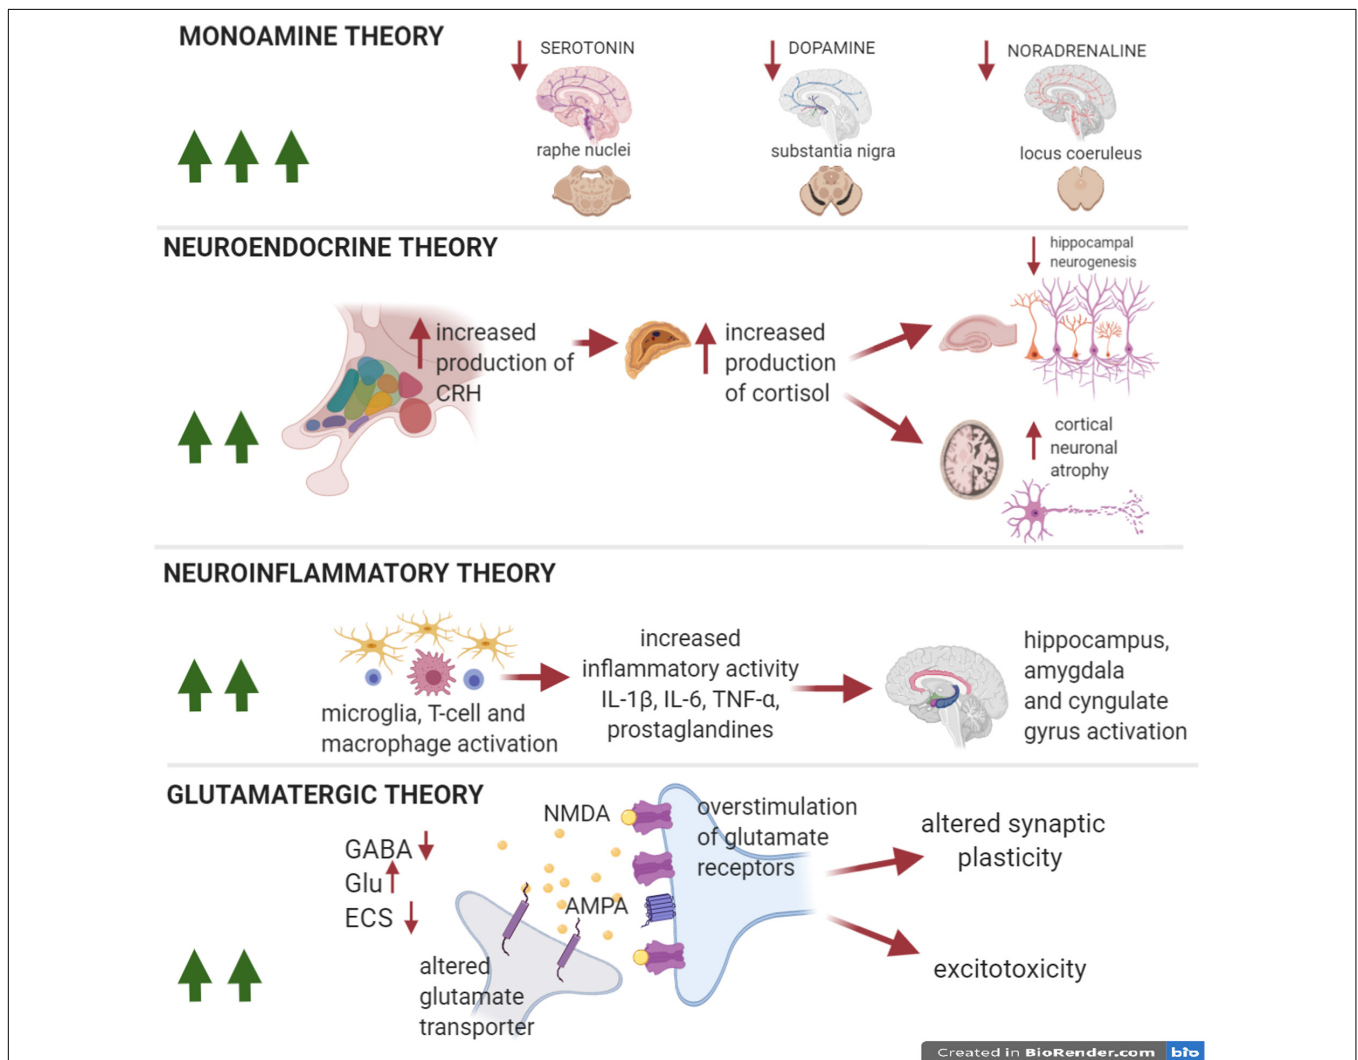 MONOAMINE THEORY
SEROTONIN
DOPAMINE
NORADRENALINE
raphe nuclei
substantia nigra
locus coeruleus
NEUROENDOCRINE THEORY
hippocampal
neurogenesis
increased
production of
CRH
increased
production
of cortisol
cortical
neuronal
atrophy
NEUROINFLAMMATORY THEORY
microglia, T-cell and
macrophage activation
increased
inflammatory activity
IL-1β, IL-6, TNF-α,
prostaglandines
hippocampus,
amygdala
and cyngulate
gyrus activation
GLUTAMATERGIC THEORY
GABA
Glu
ECS
NMDA
AMPA
altered
glutamate
transporter
overstimulation
of glutamate
receptors
altered synaptic
plasticity
excitotoxicity
Created in BioRender.com bio